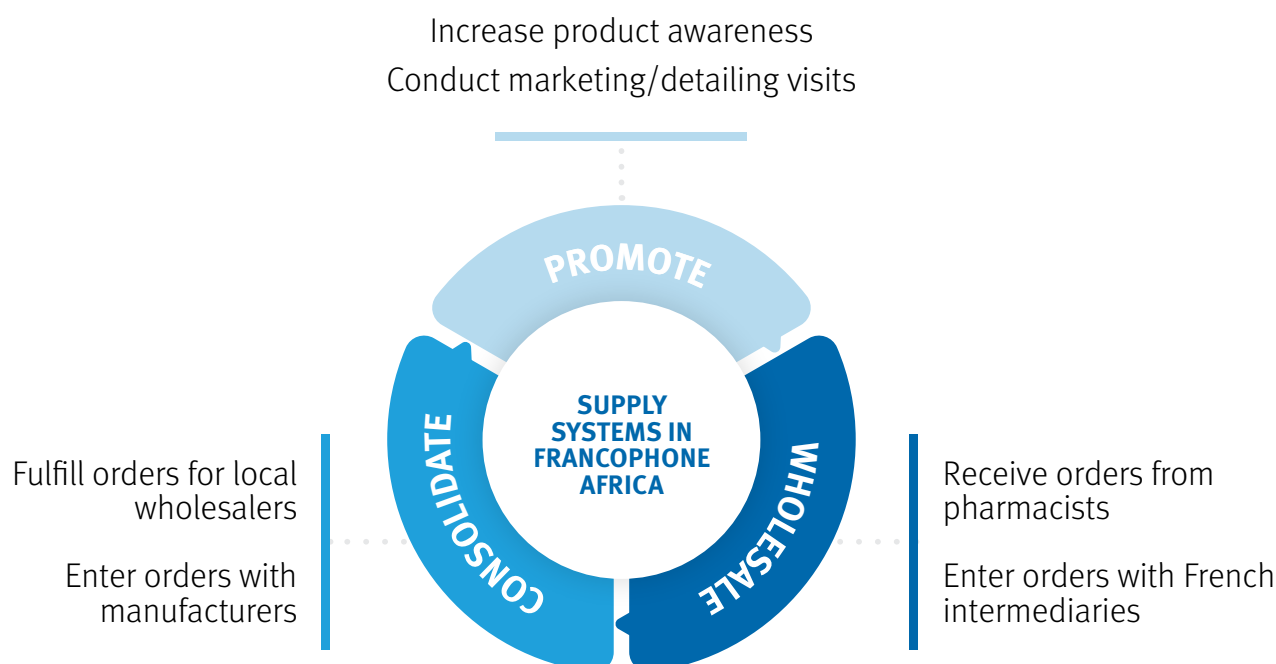 Increase product awareness
Conduct marketing/detailing visits
PROMOTE
SUPPLY
SYSTEMS IN
FRANCOPHONE
AFRICA
CONSOLIDATE
WHOLESALE
Fulfill orders for local
wholesalers
Enter orders with
manufacturers
Receive orders from
pharmacists
Enter orders with French
intermediaries